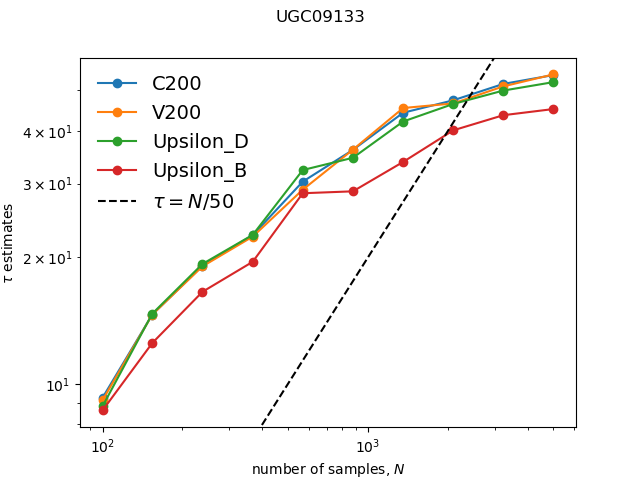 UGC09133
C200
V200
Upsilon_D
Upsilon_B
τ = N/50
4 × 10¹
3 × 10¹
2 × 10¹
10¹
τ estimates
10² 10³
number of samples, N